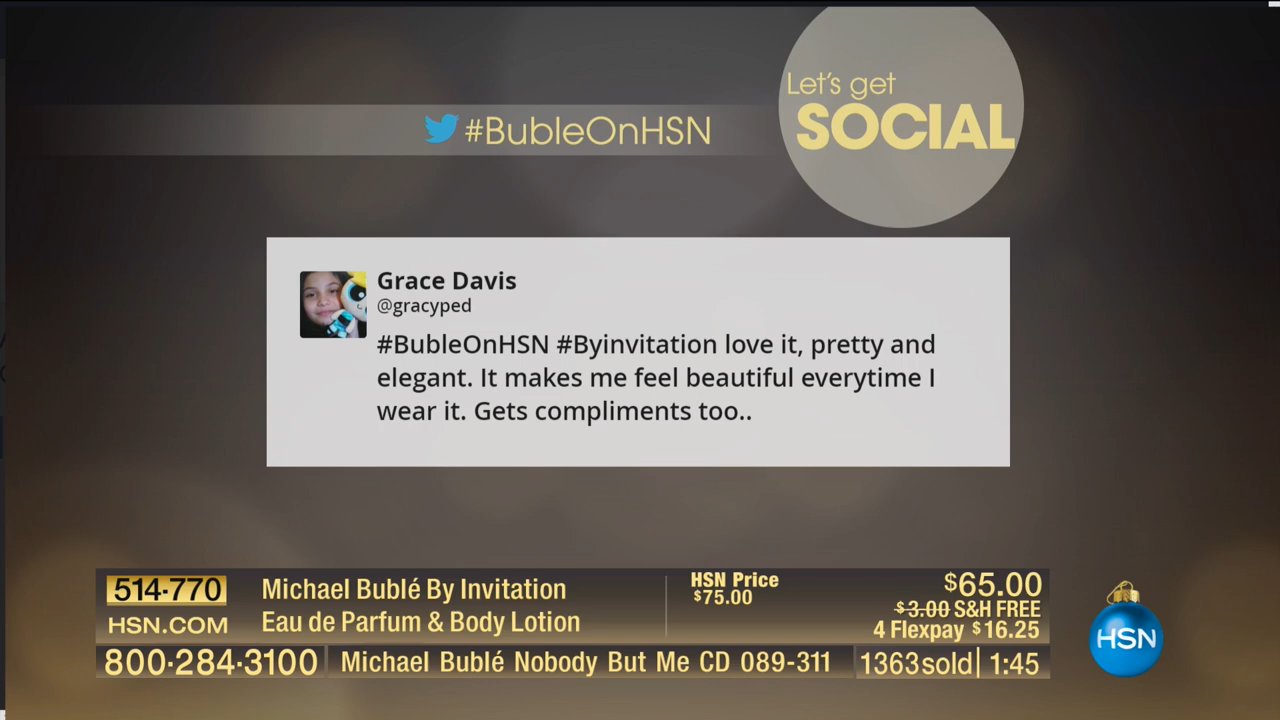 Let's get
SOCIAL
#BubleOnHSN
Grace Davis
@gracyped
#BubleOnHSN #Byinvitation love it, pretty and
elegant. It makes me feel beautiful everytime I
wear it. Gets compliments too..
514-770
HSN.COM
Michael Bublé By Invitation
Eau de Parfum & Body Lotion
HSN Price
$75.00
$65.00
$3.00 S&H FREE
4 Flexpay $16.25
800·284·3100
Michael Bublé Nobody But Me CD 089-311
1363sold
1:45
HSN